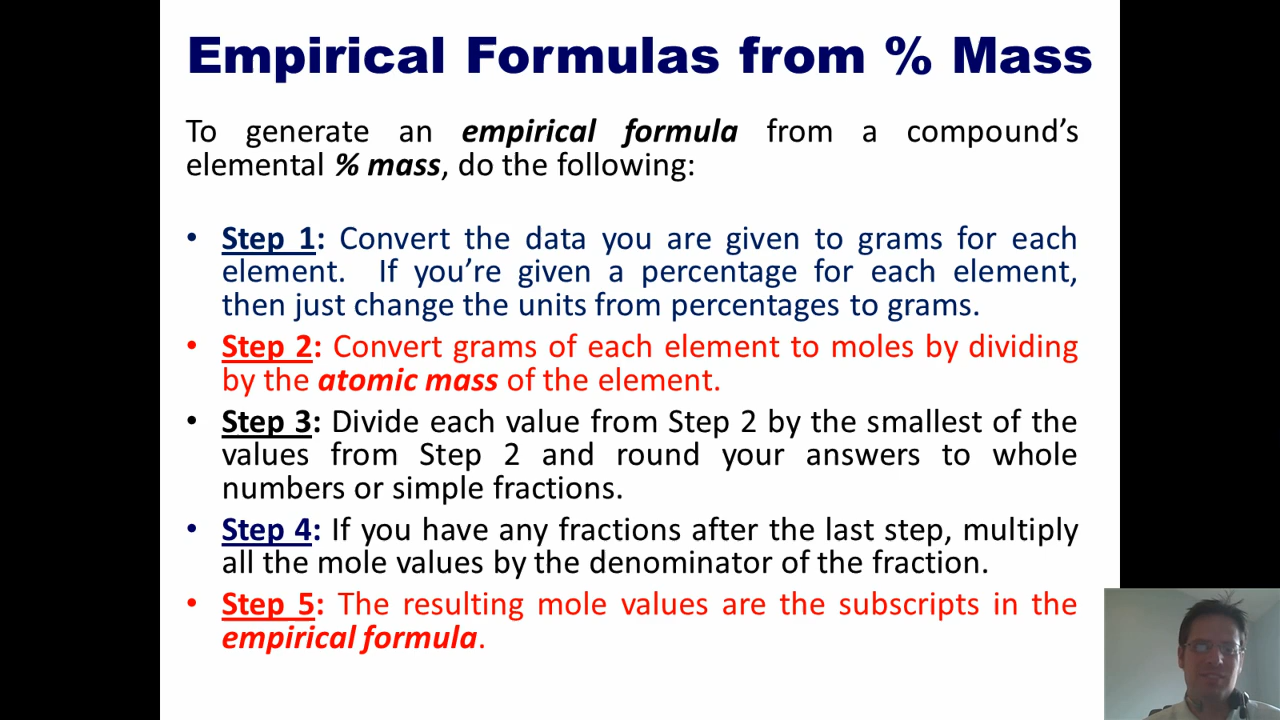 Empirical Formulas from % Mass
To generate an empirical formula from a compound’s
elemental % mass, do the following:
• Step 1: Convert the data you are given to grams for each
element.  If you’re given a percentage for each element,
then just change the units from percentages to grams.
• Step 2: Convert grams of each element to moles by dividing
by the atomic mass of the element.
• Step 3: Divide each value from Step 2 by the smallest of the
values from Step 2 and round your answers to whole
numbers or simple fractions.
• Step 4: If you have any fractions after the last step, multiply
all the mole values by the denominator of the fraction.
• Step 5: The resulting mole values are the subscripts in the
empirical formula.